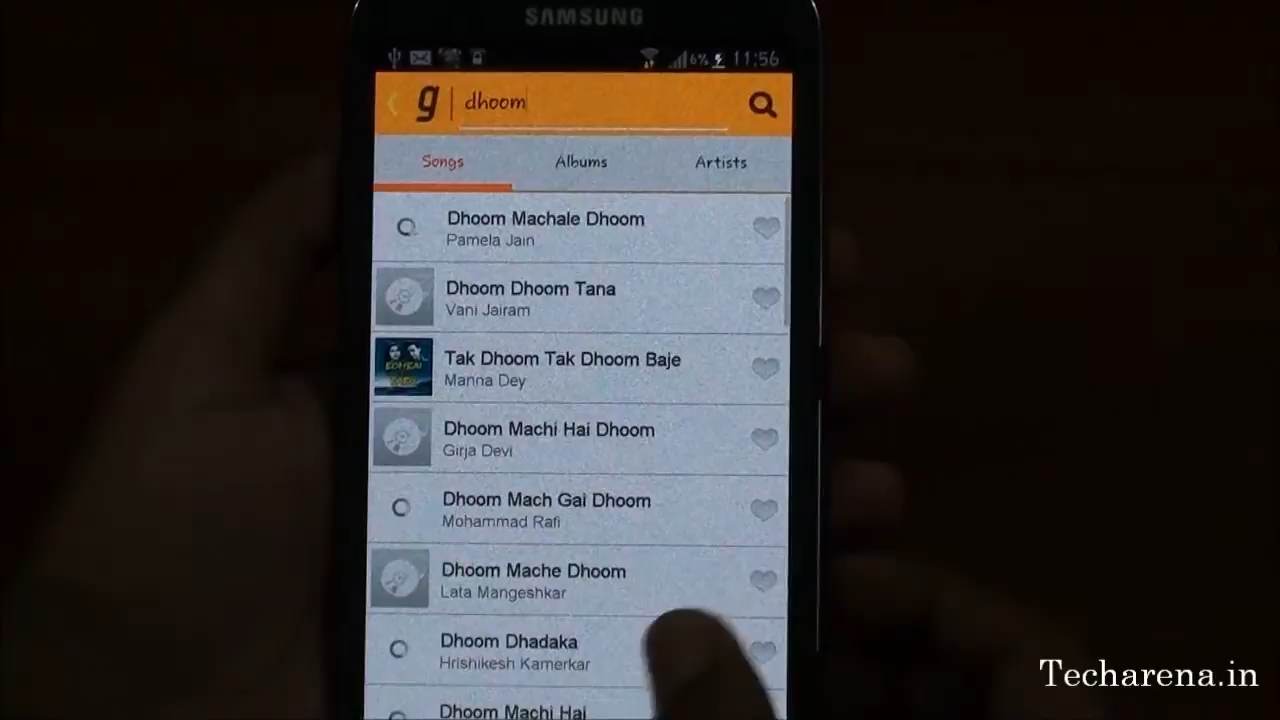 SAMSUNG
6% 11:56
g dhoom
Songs Albums Artists
Dhoom Machale Dhoom
Pamela Jain
Dhoom Dhoom Tana
Vani Jairam
Tak Dhoom Tak Dhoom Baje
Manna Dey
Dhoom Machi Hai Dhoom
Girja Devi
Dhoom Mach Gai Dhoom
Mohammad Rafi
Dhoom Mache Dhoom
Lata Mangeshkar
Dhoom Dhadaka
Hrishikesh Kamerkar
Dhoom Machi Hai
Techarena.in